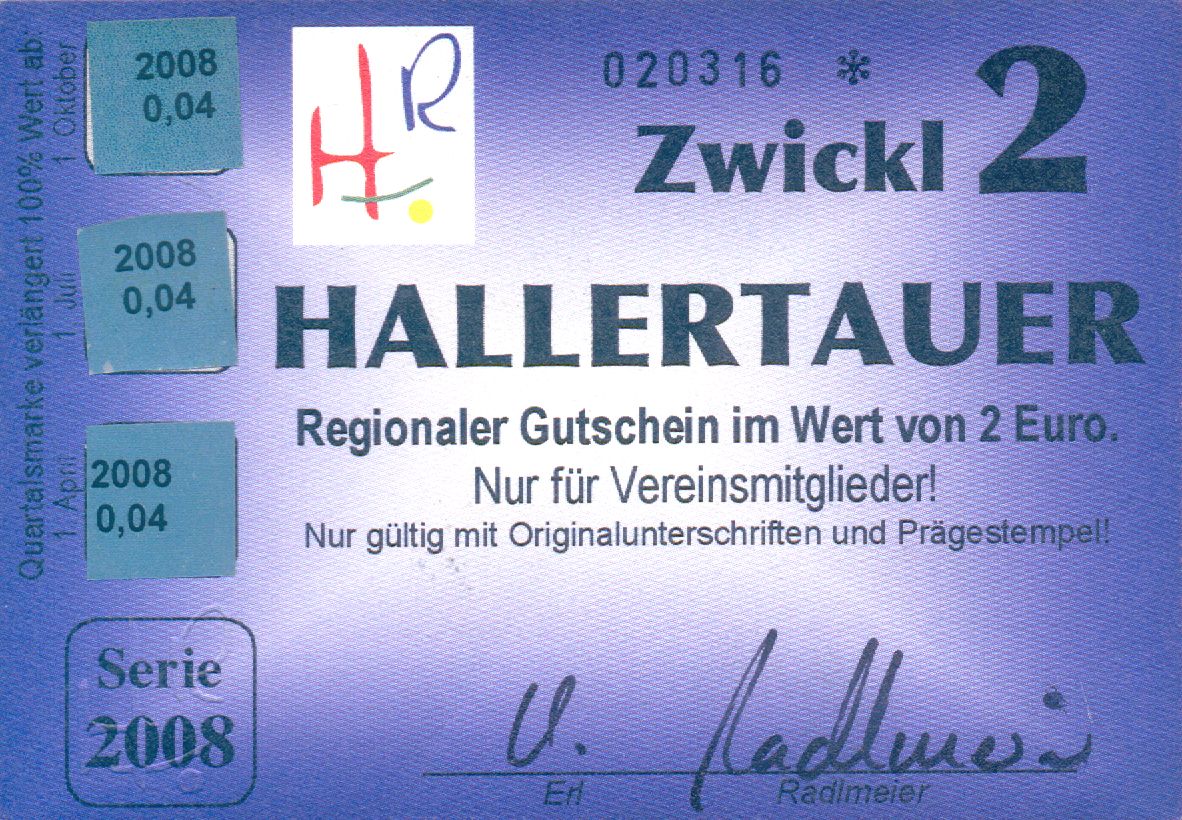 Quartalsmarke verlängert 100% Wert ab:
1 Oktober
2008
0,04
1 Juli
2008
0,04
1 April
2008
0,04
Serie
2008
HR
020316 *
Zwickl 2
HALLERTAUER
Regionaler Gutschein im Wert von 2 Euro.
Nur für Vereinsmitglieder!
Nur gültig mit Originalunterschriften und Prägestempel!
U. Radlmeier
Erl Radlmeier